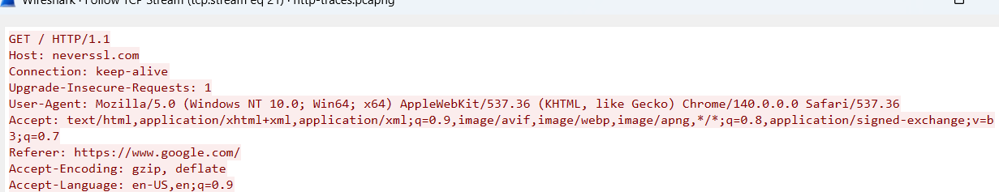 Wireshark · Follow TCP Stream (tcp.stream eq 21) · http-traces.pcapng
GET / HTTP/1.1
Host: neverssl.com
Connection: keep-alive
Upgrade-Insecure-Requests: 1
User-Agent: Mozilla/5.0 (Windows NT 10.0; Win64; x64) AppleWebKit/537.36 (KHTML, like Gecko) Chrome/140.0.0.0 Safari/537.36
Accept: text/html,application/xhtml+xml,application/xml;q=0.9,image/avif,image/webp,image/apng,*/*;q=0.8,application/signed-exchange;v=b
3;q=0.7
Referer: https://www.google.com/
Accept-Encoding: gzip, deflate
Accept-Language: en-US,en;q=0.9